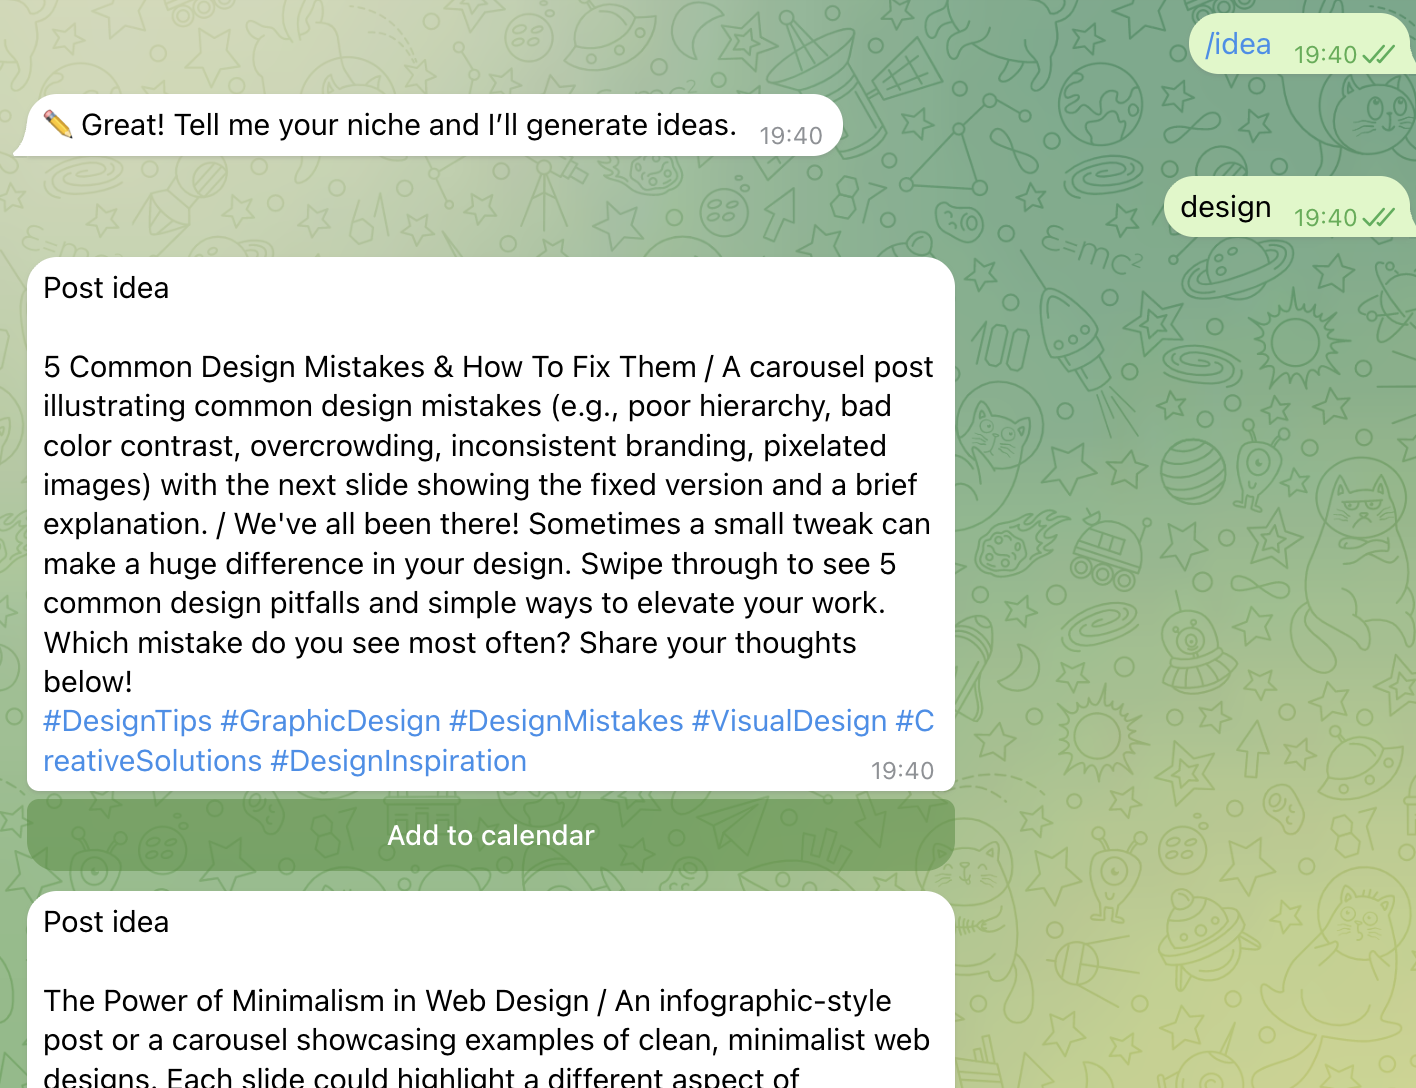 /idea 19:40
✏️ Great! Tell me your niche and I’ll generate ideas. 19:40
design 19:40
Post idea
5 Common Design Mistakes & How To Fix Them / A carousel post
illustrating common design mistakes (e.g., poor hierarchy, bad
color contrast, overcrowding, inconsistent branding, pixelated
images) with the next slide showing the fixed version and a brief
explanation. / We've all been there! Sometimes a small tweak can
make a huge difference in your design. Swipe through to see 5
common design pitfalls and simple ways to elevate your work.
Which mistake do you see most often? Share your thoughts
below!
#DesignTips #GraphicDesign #DesignMistakes #VisualDesign #C
reativeSolutions #DesignInspiration
19:40
Add to calendar
Post idea
The Power of Minimalism in Web Design / An infographic-style
post or a carousel showcasing examples of clean, minimalist web
designs. Each slide could highlight a different aspect of